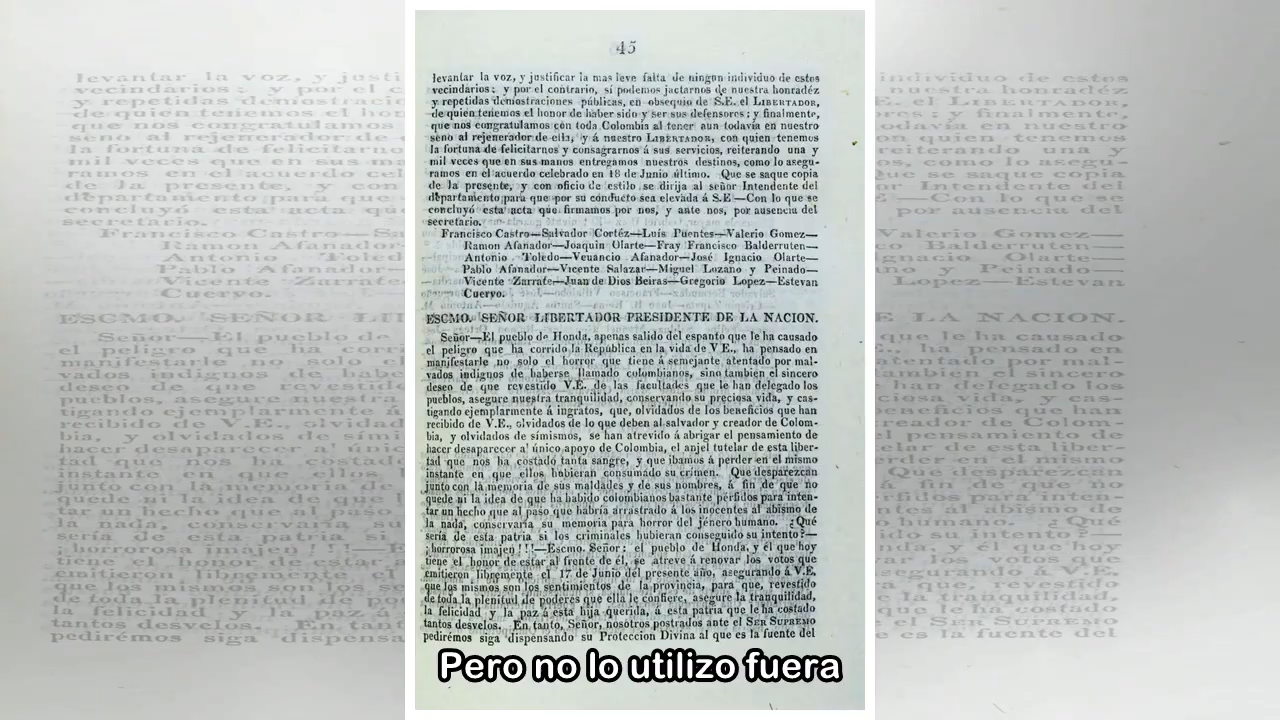 45
levantar la voz, y justificar la mas leve falta de ningun individuo de estos
vecindarios: y por el contrario, sí podemos jactarnos de nuestra honradéz
y repetidas demostraciones públicas, en obsequio de S.E. el LIBERTADOR,
de quien tenemos el honor de haber sido y ser sus defensores; y finalmente,
que nos congratulamos con toda Colombia al tener aun todavía en nuestro
seno al rejenerador de ella, y á nuestro LIBERTADOR, con quien tenemos
la fortuna de felicitarnos y consagrarnos á sus servicios, reiterando una y
mil veces que en sus manos entregamos nuestros destinos, como lo asegu-
ramos en el acuerdo celebrado en 18 de Junio último. Que se saque copia
de la presente, y con oficio de estilo se dirija al señor Intendente del
departamento para que por su conducto sea elevada á S.E—Con lo que se
concluyó esta acta que firmamos por nos, y ante nos, por ausencia del
secretario.
Francisco Castro—Salvador Cortéz—Luis Puentes—Valerio Gomez—
Ramon Afanador—Joaquin Olarte—Fray Francisco Balderruten—
Antonio Toledo—Veuancio Afanador—José Ignacio Olarte—
Pablo Afanador—Vicente Salazar—Miguel Lozano y Peinado—
Vicente Zarrate—Juan de Dios Beiras—Gregorio Lopez—Estevan
Cuervo.
ESCMO. SEÑOR LIBERTADOR PRESIDENTE DE LA NACION.
Señor—El pueblo de Honda, apenas salido del espanto que le ha causado
el peligro que ha corrido la República en la vida de V E., ha pensado en
manifestarle no solo el horror que tiene á semejante atentado por mal-
vados indignos de haberse llamado colombianos, sino tambien el sincero
deseo de que revestido V.E. de las facultades que le han delegado los
pueblos, asegure nuestra tranquilidad, conservando su preciosa vida, y cas-
tigando ejemplarmente á ingratos, que, olvidados de los beneficios que han
recibido de V.E., olvidados de lo que deben al salvador y creador de Colom-
bia, y olvidados de símismos, se han atrevido á abrigar el pensamiento de
hacer desaparecer a' único apoyo de Colombia, el anjel tutelar de esta liber-
tad que nos ha costado tanta sangre, y que ibamos á perder en el mismo
instante en que ellos hubieran consumado su crímen. Que desparezcan
junto con la memoria de sus maldades y de sus nombres, á fin de que no
quede ni la idea de que ha habido colombianos bastante pérfidos para inten-
tar un hecho que al paso que habría arrastrado á los inocentes al abismo de
la nada, conservaria su memoria para horror del jénero humano. ¿Qué
sería de esta patria si los criminales hubieran conseguido su intento?—
¡horrorosa imajen!!!—Escmo. Señor: el pueblo de Honda, y él que hoy
tiene el honor de estar al frente de él, se atreve á renovar los votos que
emitieron libremente el 17 de Junio del presente año, asegurando á V.E.
que los mismos son los sentimientos de la provincia, para que, revestido
de toda la plenitud de poderes que ella le confiere, asegure la tranquilidad,
la felicidad y la paz á esta hija querida, á esta patria que le ha costado
tantos desvelos. En tanto, Señor, nosotros postrados ante el SER SUPREMO
pedirémos siga dispensando su Proteccion Divina al que es la fuente del
Pero no lo utilizo fuera